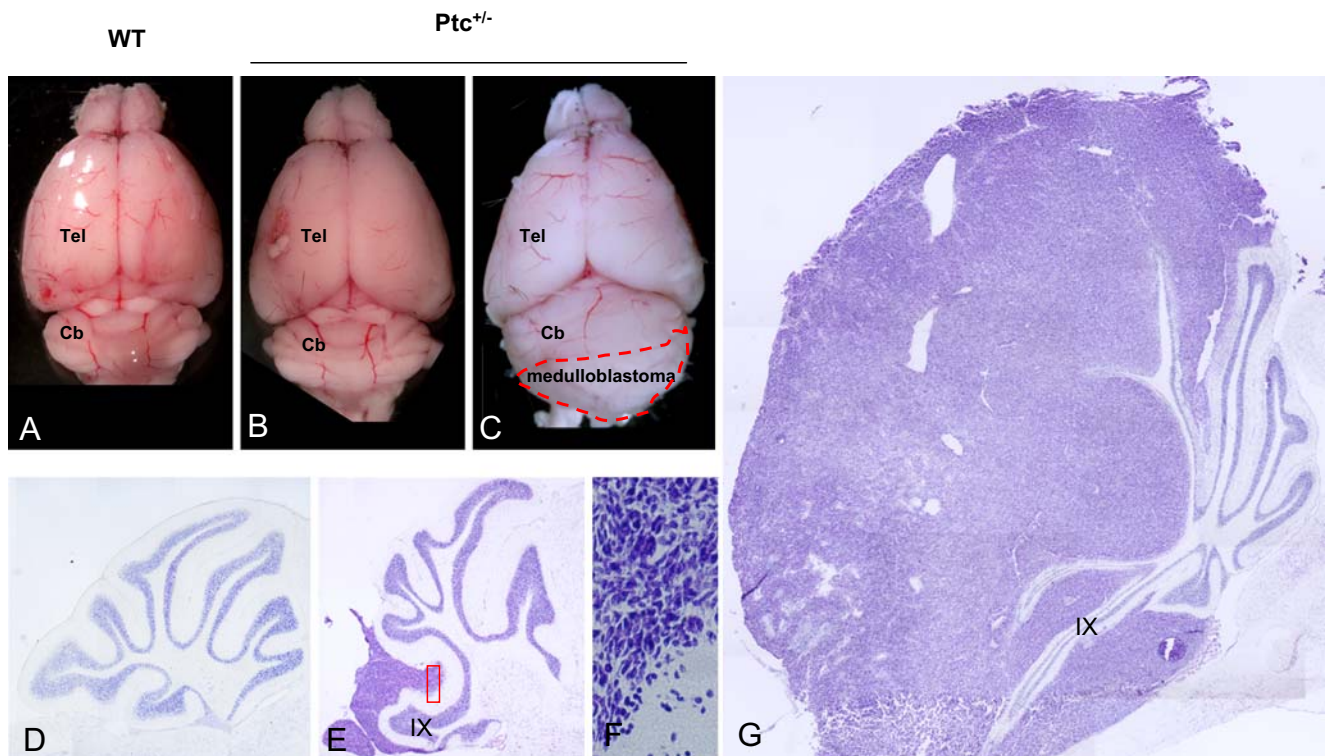 WT
Ptc+/-
Tel
Tel
Tel
Cb
Cb
Cb
medulloblastoma
A
B
C
D
E
IX
F
G
IX